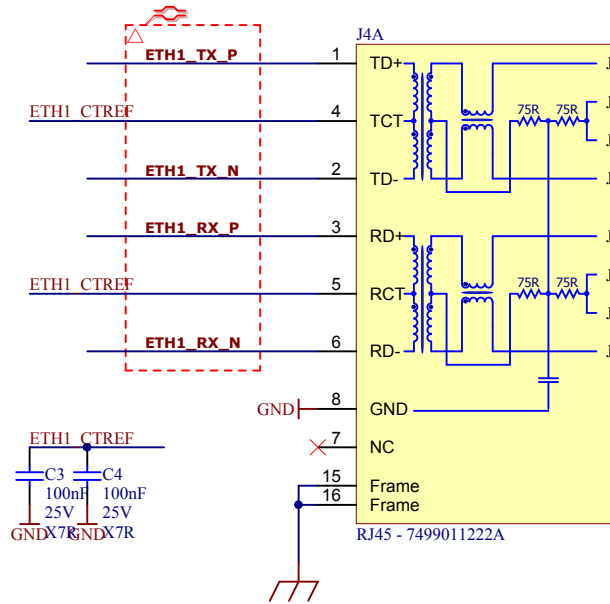 J4A
ETH1_TX_P
1
TD+
J
75R
75R
J
ETH1_CTREF
4
TCT
J
ETH1_TX_N
2
TD-
J
ETH1_RX_P
3
RD+
J
75R
75R
J
ETH1_CTREF
5
RCT
J
ETH1_RX_N
6
RD-
J
GND
8
GND
7
NC
15
Frame
16
Frame
RJ45 - 7499011222A
ETH1_CTREF
C3
100nF
25V
X7R
GND
C4
100nF
25V
X7R
GND